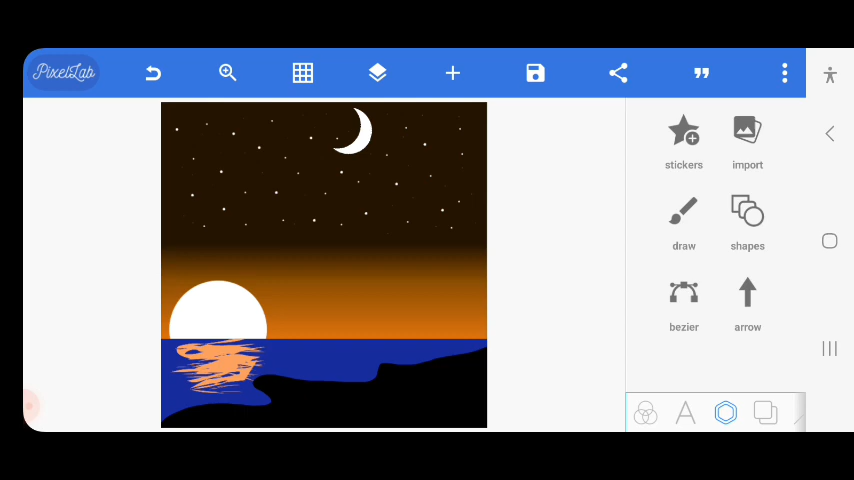 PixelLab
stickers
import
draw
shapes
bezier
arrow